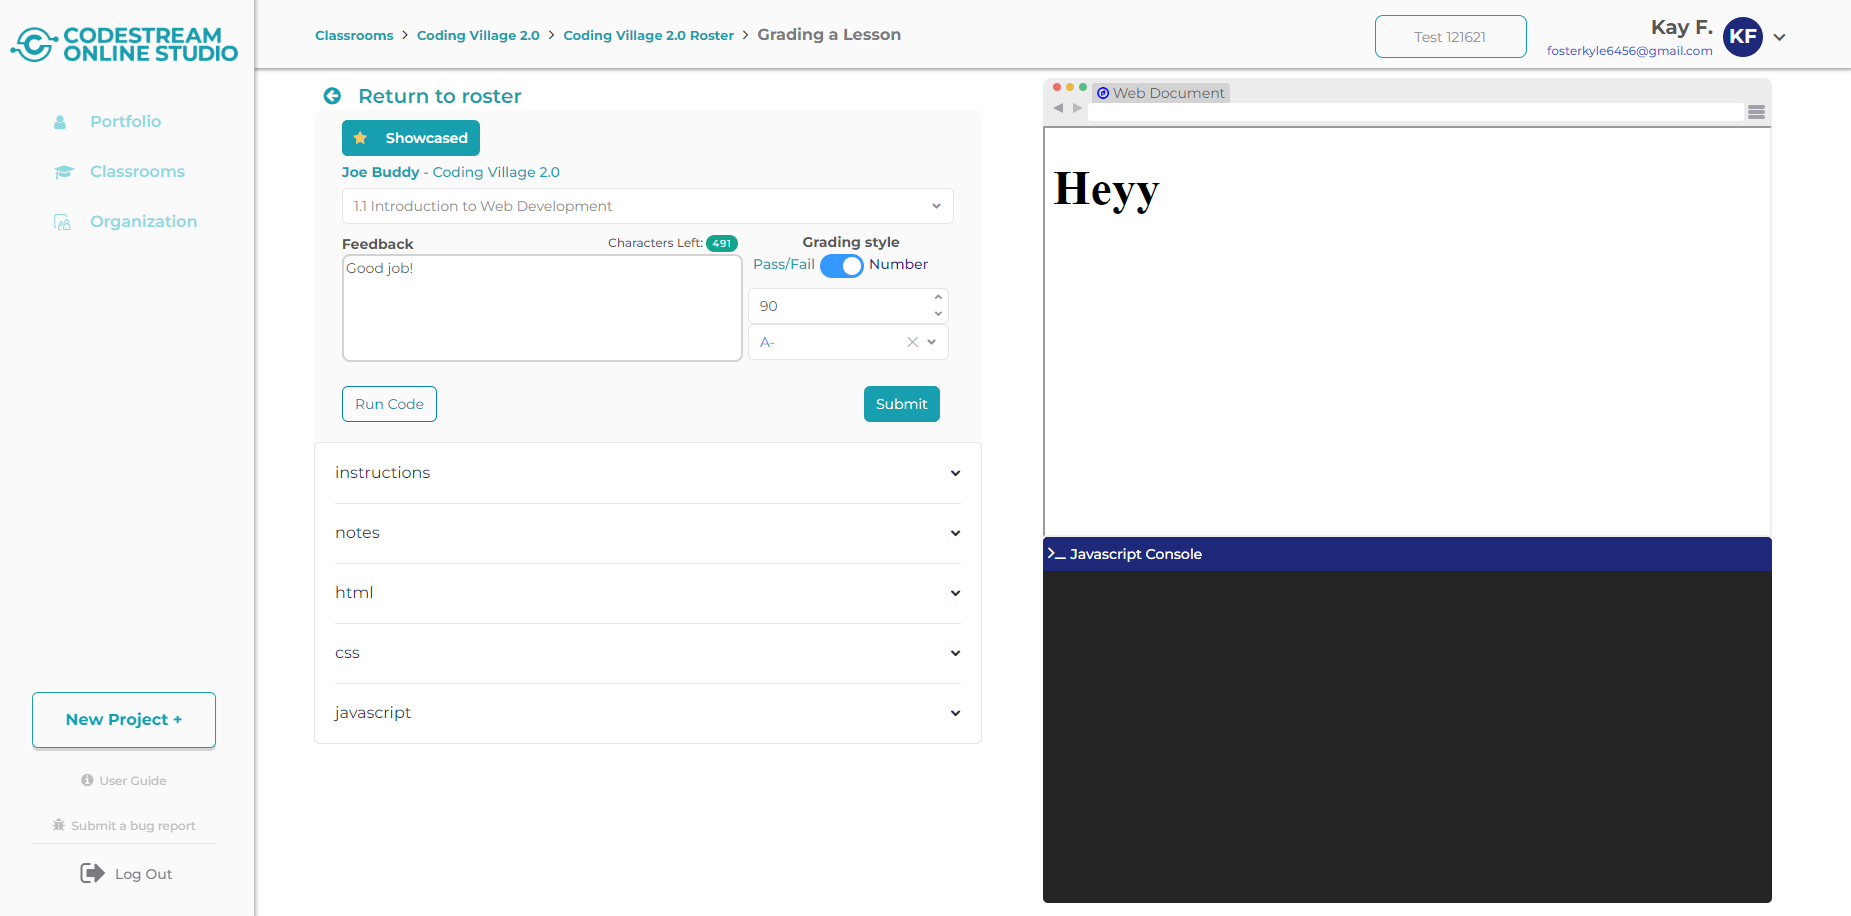 CODESTREAM
ONLINE STUDIO
Portfolio
Classrooms
Organization
New Project +
User Guide
Submit a bug report
Log Out
Classrooms > Coding Village 2.0 > Coding Village 2.0 Roster > Grading a Lesson
Test 121621
Kay F.
fosterkyle6456@gmail.com
KF
Return to roster
Showcased
Joe Buddy - Coding Village 2.0
1.1 Introduction to Web Development
Feedback
Characters Left: 491
Good job!
Grading style
Pass/Fail Number
90
A-
Run Code
Submit
instructions
notes
html
css
javascript
Web Document
Heyy
Javascript Console